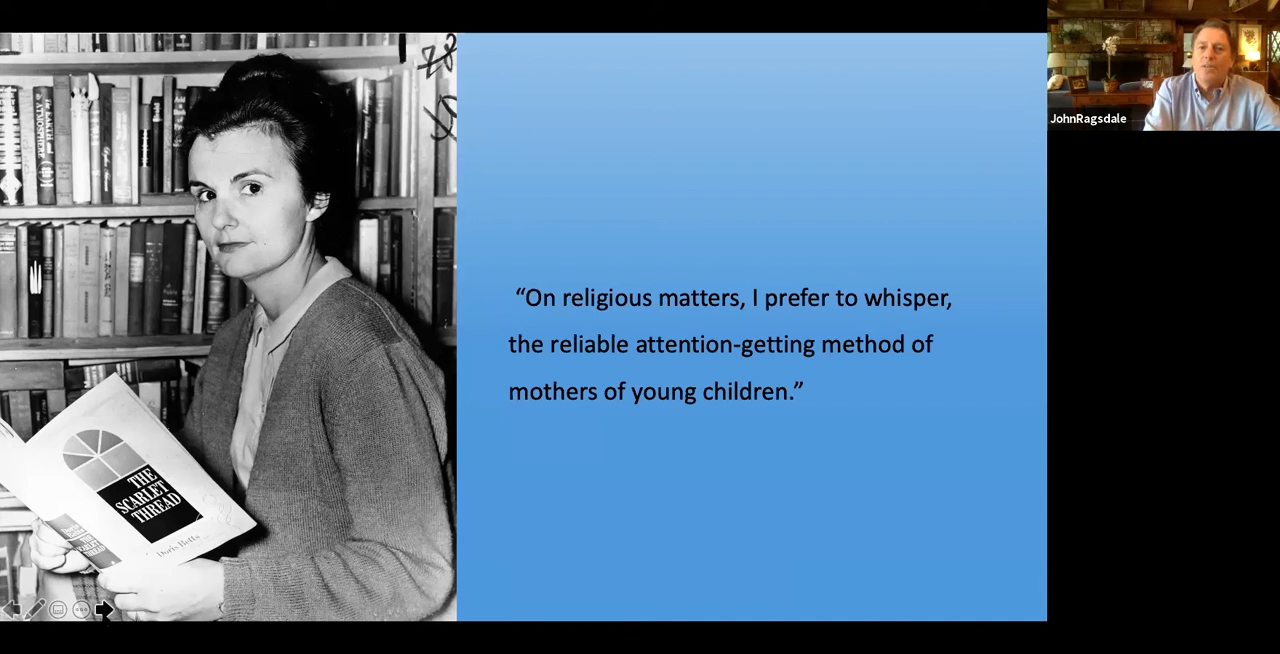 “On religious matters, I prefer to whisper,
the reliable attention-getting method of
mothers of young children.”
THE
SCARLET
THREAD
Doris Betts
JohnRagsdale